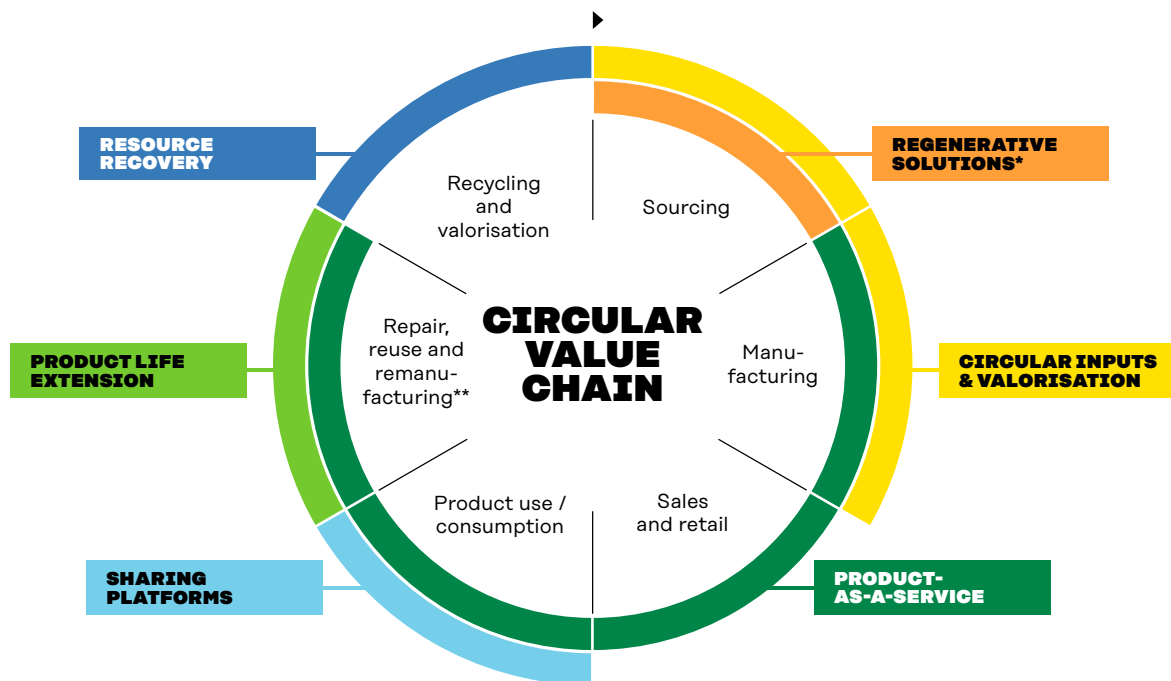 RESOURCE
RECOVERY
REGENERATIVE
SOLUTIONS*
Recycling
and
valorisation
Sourcing
CIRCULAR
VALUE
CHAIN
Repair,
reuse and
remanu-
facturing**
Manu-
facturing
PRODUCT LIFE
EXTENSION
CIRCULAR INPUTS
& VALORISATION
Product use /
consumption
Sales
and retail
SHARING
PLATFORMS
PRODUCT-
AS-A-SERVICE